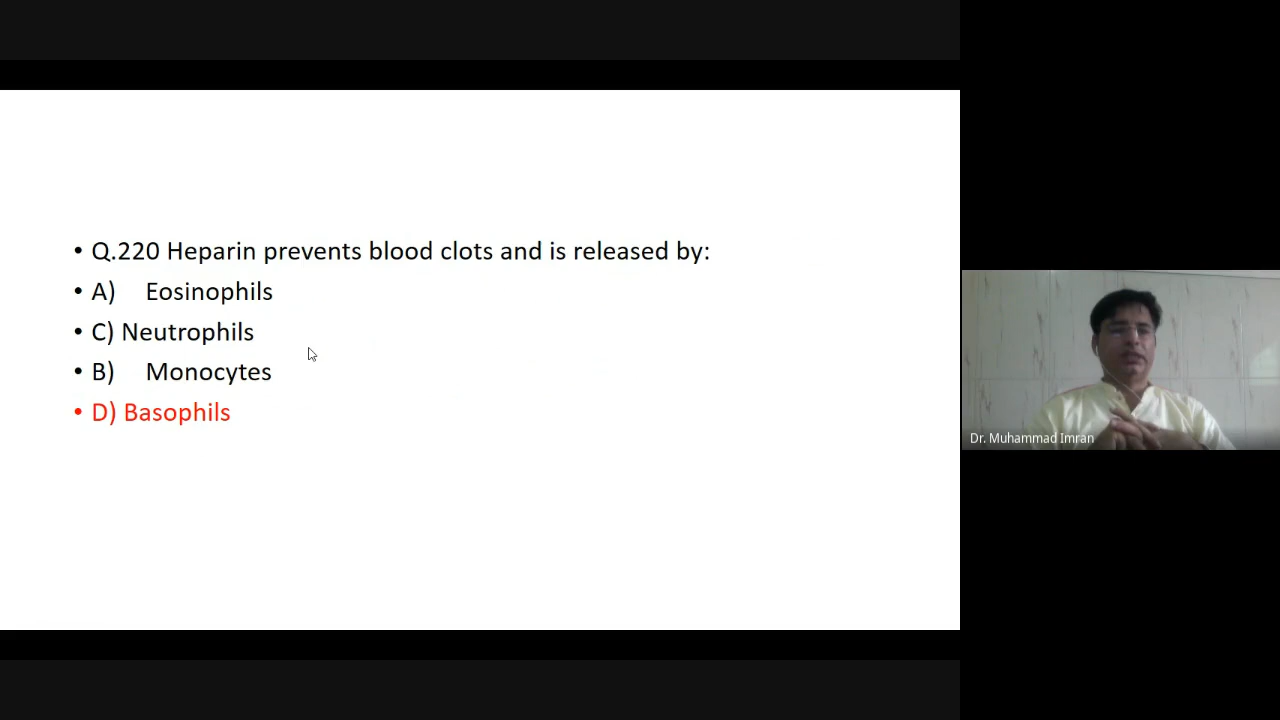 • Q.220 Heparin prevents blood clots and is released by:
• A) Eosinophils
• C) Neutrophils
• B) Monocytes
• D) Basophils
Dr. Muhammad Imran